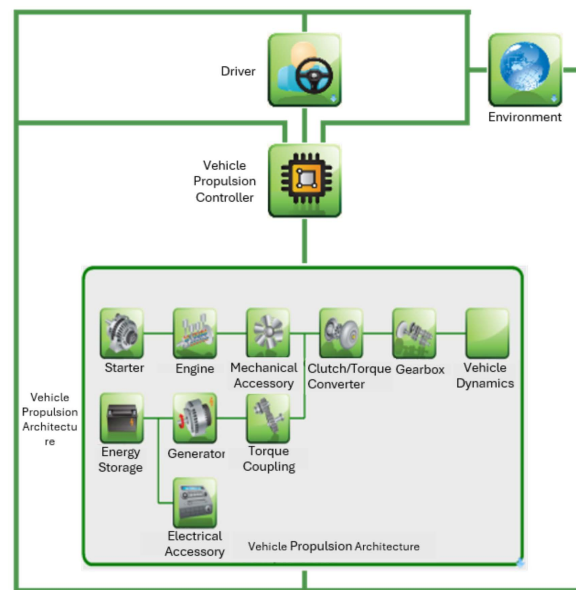 Driver
Environment
Vehicle
Propulsion
Controller
Starter
Engine
Mechanical
Accessory
Clutch/Torque
Converter
Gearbox
Vehicle
Dynamics
Vehicle
Propulsion
Architectu
re
Energy
Storage
Generator
Torque
Coupling
Electrical
Accessory
Vehicle Propulsion Architecture